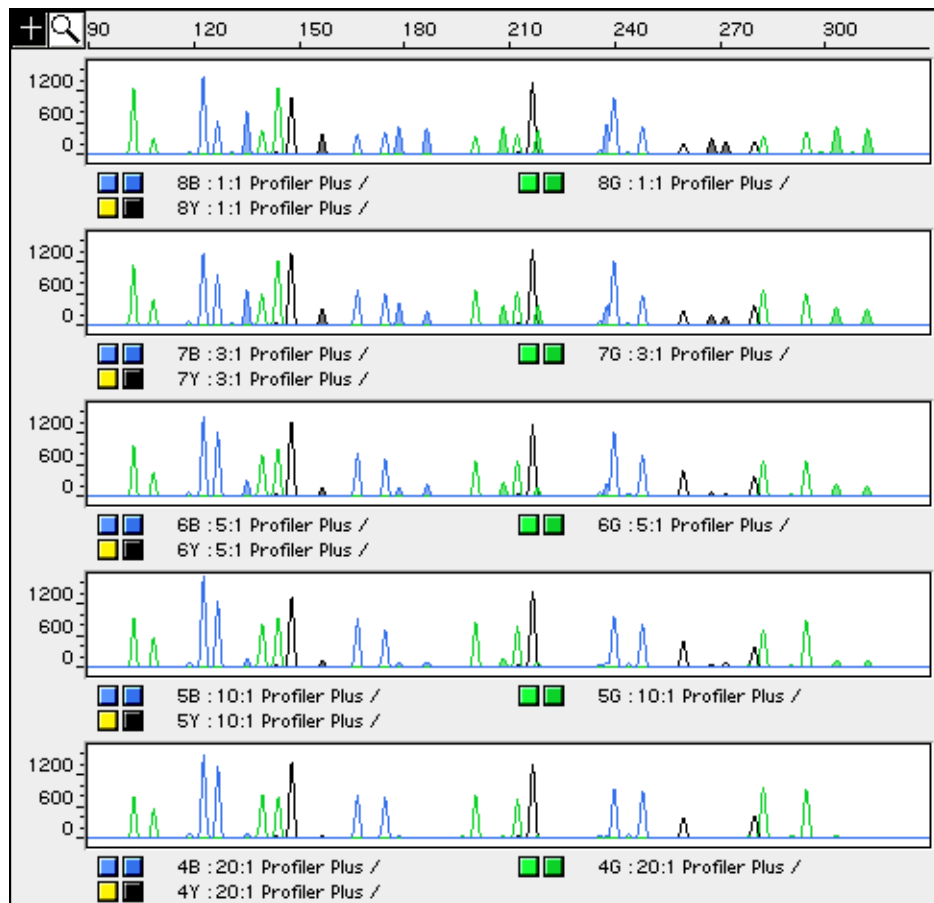 90 120 150 180 210 240 270 300
1200
600
0
8B : 1:1 Profiler Plus / 8G : 1:1 Profiler Plus /
8Y : 1:1 Profiler Plus /
1200
600
0
7B : 3:1 Profiler Plus / 7G : 3:1 Profiler Plus /
7Y : 3:1 Profiler Plus /
1200
600
0
6B : 5:1 Profiler Plus / 6G : 5:1 Profiler Plus /
6Y : 5:1 Profiler Plus /
1200
600
0
5B : 10:1 Profiler Plus / 5G : 10:1 Profiler Plus /
5Y : 10:1 Profiler Plus /
1200
600
0
4B : 20:1 Profiler Plus / 4G : 20:1 Profiler Plus /
4Y : 20:1 Profiler Plus /